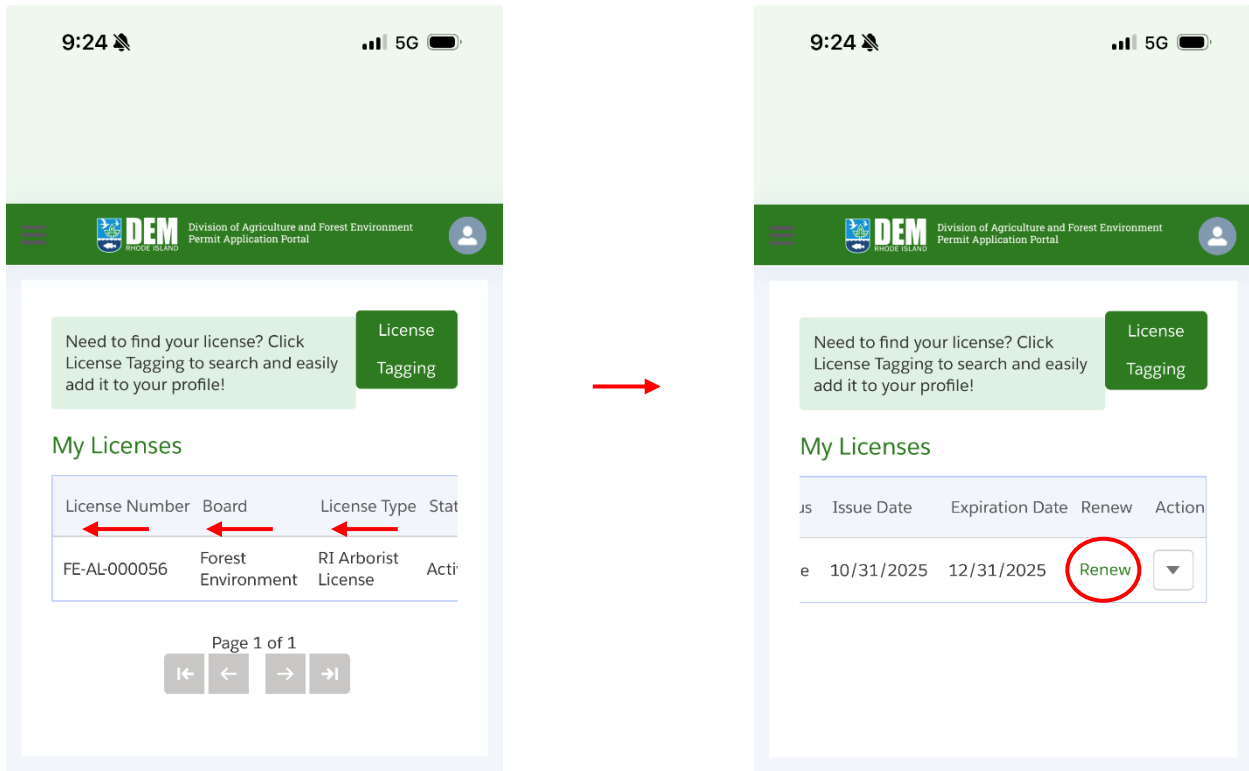 9:24
5G
DEM
RHODE ISLAND
Division of Agriculture and Forest Environment
Permit Application Portal
Need to find your license? Click
License Tagging to search and easily
add it to your profile!
License
Tagging
My Licenses
License Number Board License Type Stat
FE-AL-000056
Forest
Environment
RI Arborist
License
Acti
Page 1 of 1
9:24
5G
DEM
RHODE ISLAND
Division of Agriculture and Forest Environment
Permit Application Portal
Need to find your license? Click
License Tagging to search and easily
add it to your profile!
License
Tagging
My Licenses
us Issue Date Expiration Date Renew Action
e 10/31/2025 12/31/2025 Renew